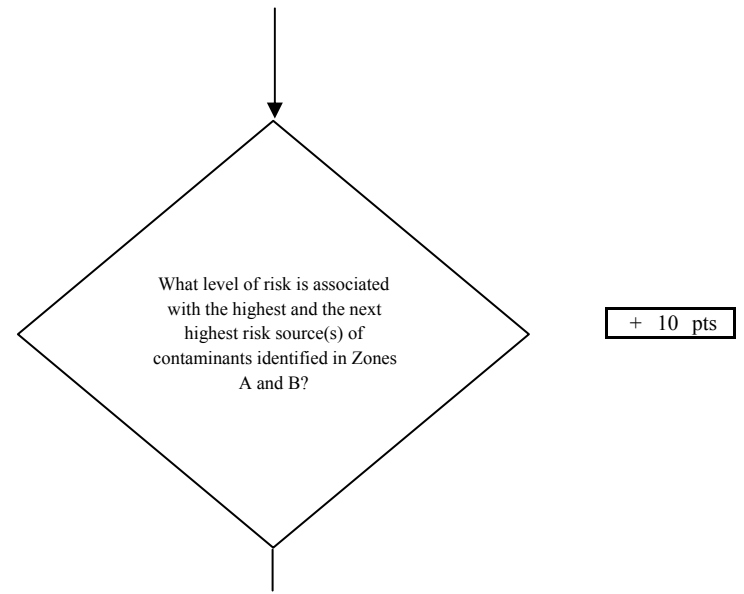 What level of risk is associated
with the highest and the next
highest risk source(s) of
contaminants identified in Zones
A and B?
+ 10 pts